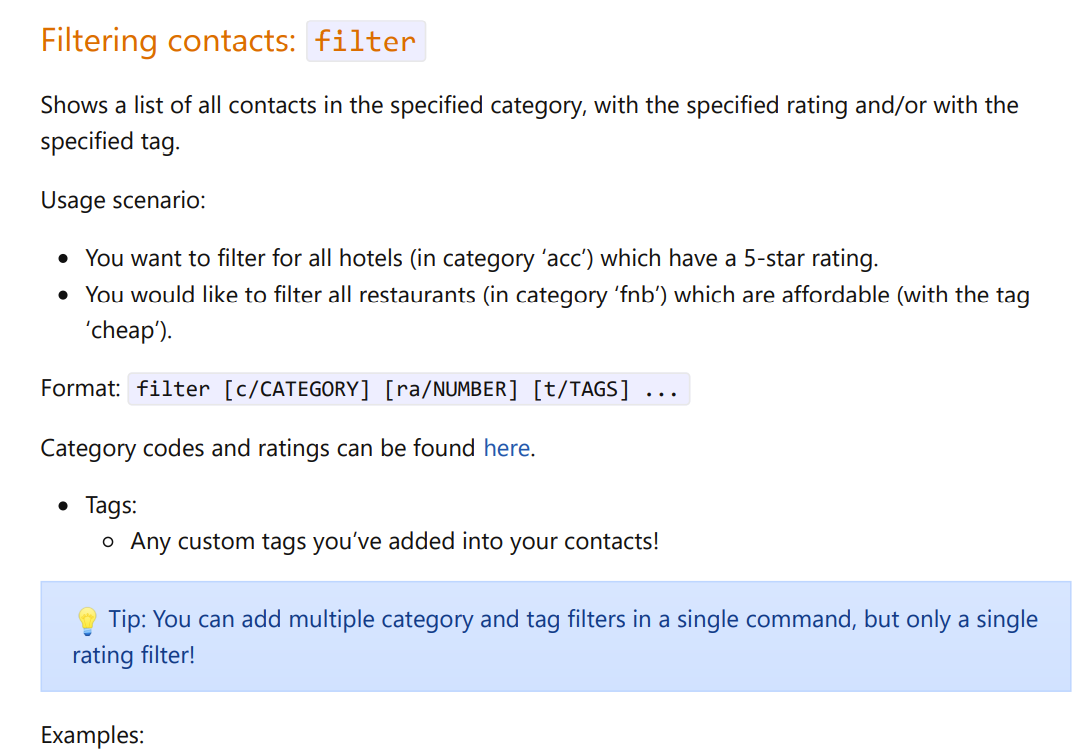 Filtering contacts: filter
Shows a list of all contacts in the specified category, with the specified rating and/or with the
specified tag.
Usage scenario:
You want to filter for all hotels (in category ‘acc’) which have a 5-star rating.
You would like to filter all restaurants (in category ‘fnb’) which are affordable (with the tag
‘cheap’).
Format: filter [c/CATEGORY] [ra/NUMBER] [t/TAGS] ...
Category codes and ratings can be found here.
Tags:
Any custom tags you’ve added into your contacts!
💡 Tip: You can add multiple category and tag filters in a single command, but only a single
rating filter!
Examples: